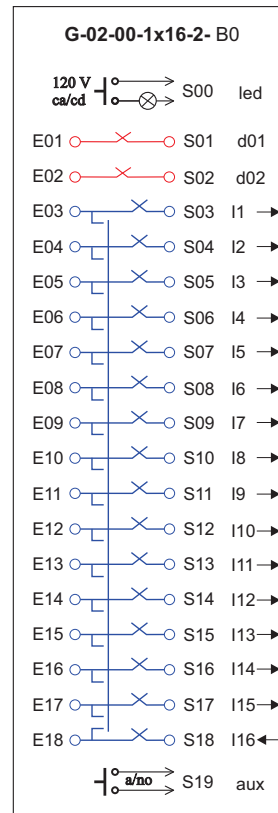 G-02-00-1x16-2- B0
120 V
ca/cd
S00 led
E01 S01 d01
E02 S02 d02
E03 S03 I1
E04 S04 I2
E05 S05 I3
E06 S06 I4
E07 S07 I5
E08 S08 I6
E09 S09 I7
E10 S10 I8
E11 S11 I9
E12 S12 I10
E13 S13 I11
E14 S14 I12
E15 S15 I13
E16 S16 I14
E17 S17 I15
E18 S18 I16
a/no S19 aux